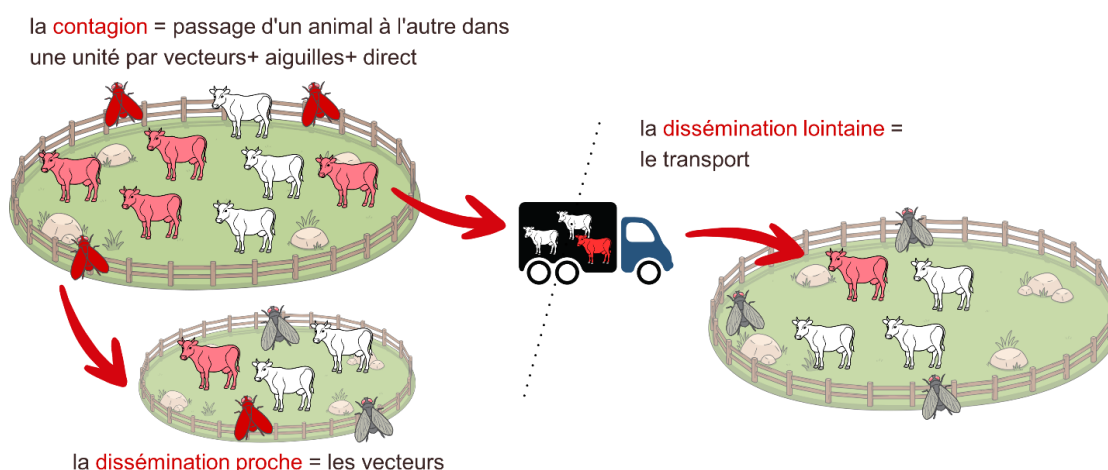 la contagion = passage d'un animal à l'autre dans
une unité par vecteurs+ aiguilles+ direct
la dissémination lointaine =
le transport
la dissémination proche = les vecteurs